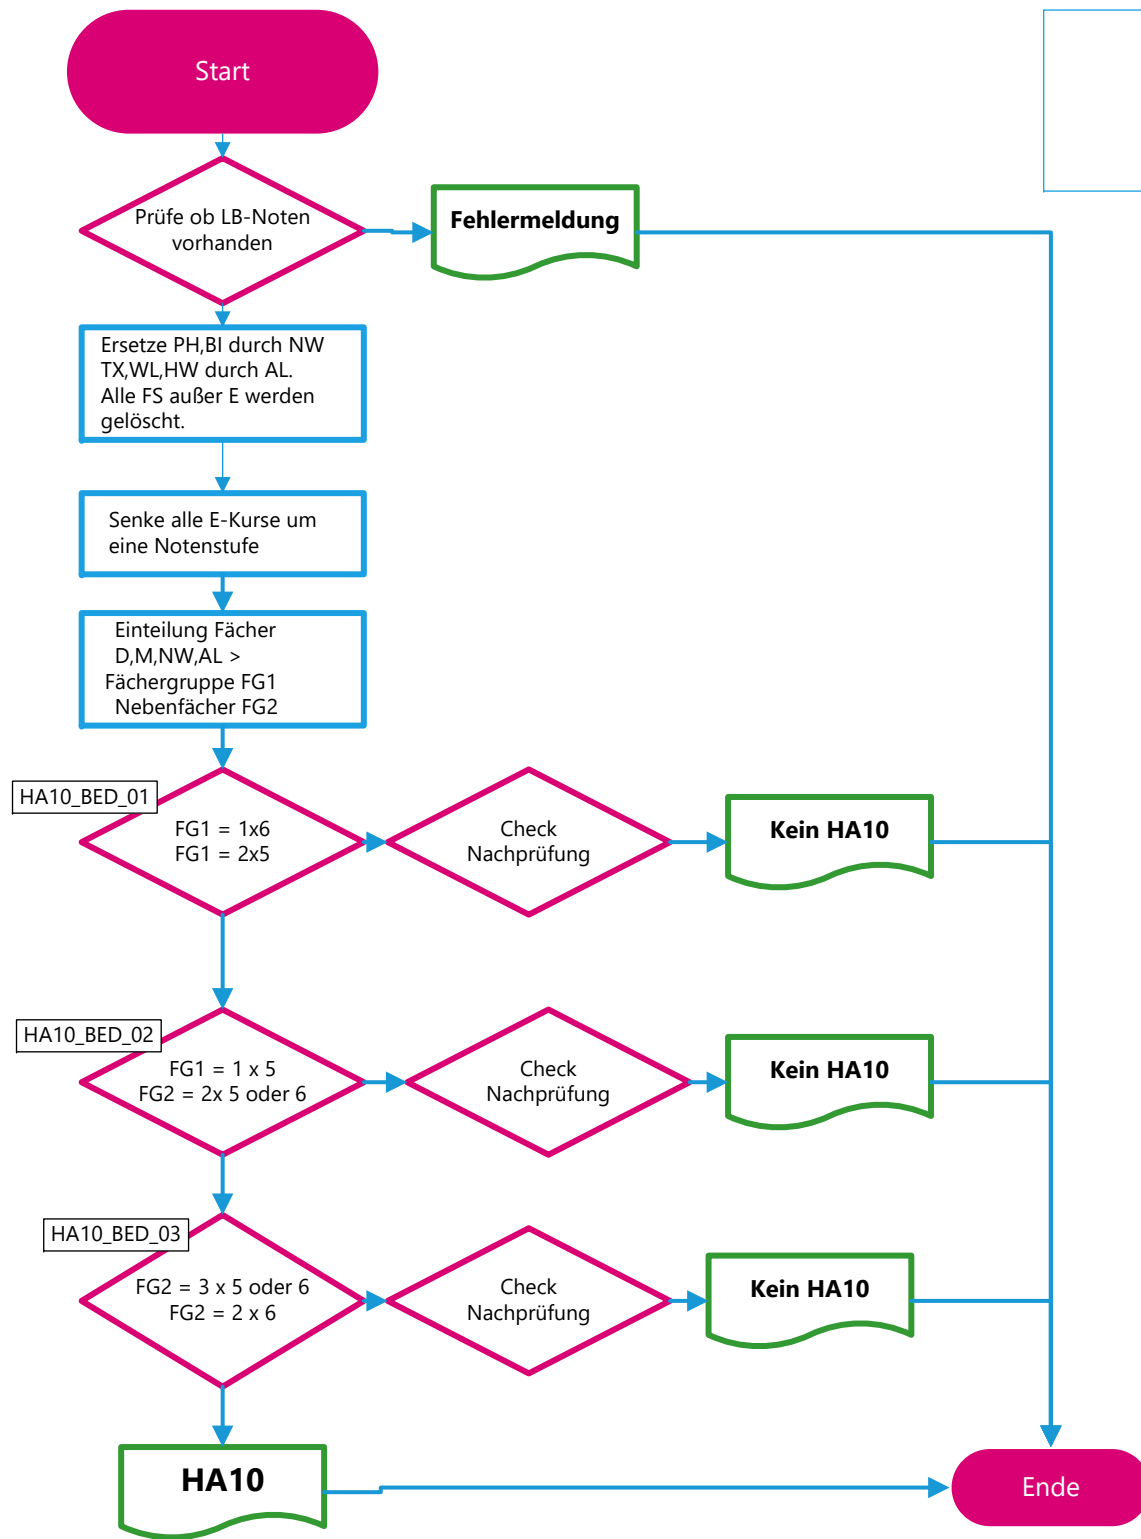 Start
Prüfe ob LB-Noten
vorhanden
Fehlermeldung
Ersetze PH,BI durch NW
TX,WL,HW durch AL.
Alle FS außer E werden
gelöscht.
Senke alle E-Kurse um
eine Notenstufe
Einteilung Fächer
D,M,NW,AL >
Fächergruppe FG1
Nebenfächer FG2
HA10_BED_01
FG1 = 1x6
FG1 = 2x5
Check
Nachprüfung
Kein HA10
HA10_BED_02
FG1 = 1 x 5
FG2 = 2x 5 oder 6
Check
Nachprüfung
Kein HA10
HA10_BED_03
FG2 = 3 x 5 oder 6
FG2 = 2 x 6
Check
Nachprüfung
Kein HA10
HA10
Ende